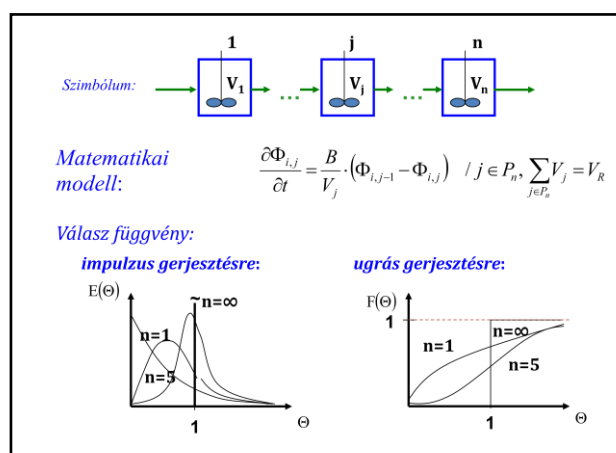 1 j n
Szimbólum: V₁ ... Vⱼ ... Vₙ
Matematikai modell: ∂Φᵢ,ⱼ/∂t = B/Vⱼ · (Φᵢ,ⱼ₋₁ − Φᵢ,ⱼ) / j ∈ Pₙ, ∑_{j∈Pₙ} Vⱼ = V_R
Válasz függvény:
impulzus gerjesztésre: ugrás gerjesztésre:
E(Θ) ~n=∞ F(Θ)
1 n=∞
n=1 n=1
n=5 n=5
Θ Θ
1 1